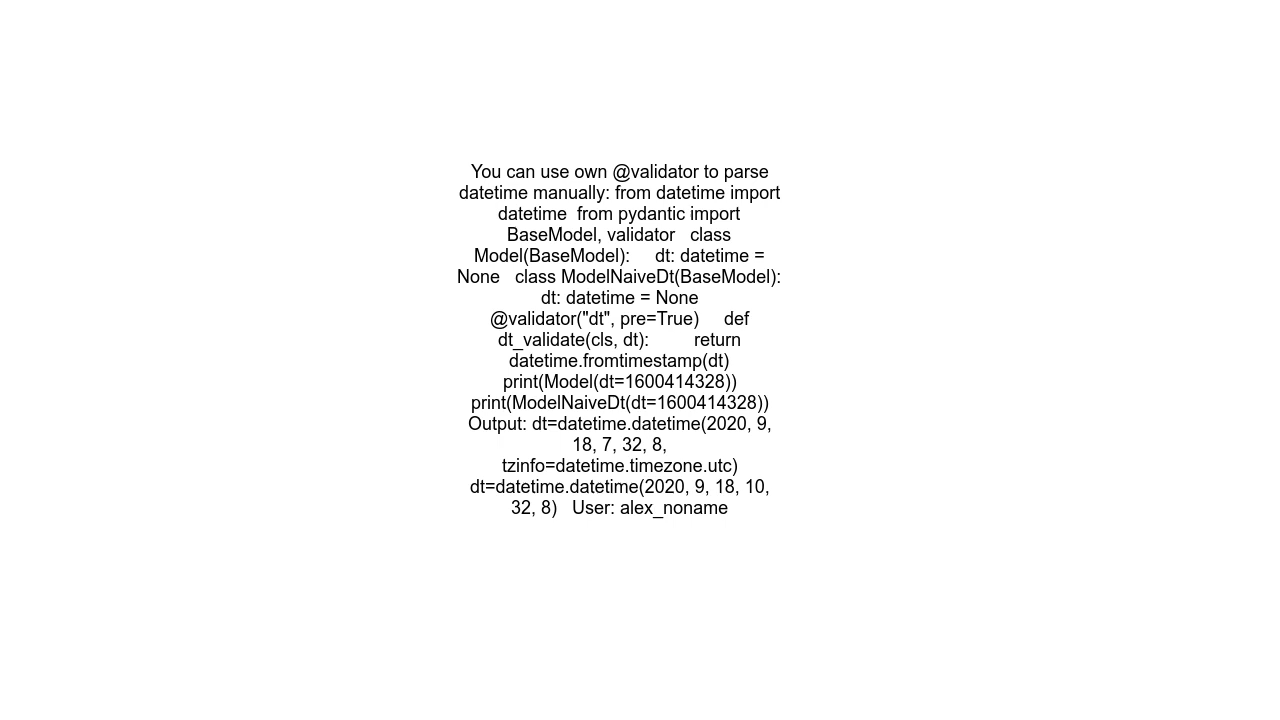 You can use own @validator to parse
datetime manually: from datetime import
datetime  from pydantic import
BaseModel, validator   class
Model(BaseModel):     dt: datetime =
None   class ModelNaiveDt(BaseModel):
dt: datetime = None
@validator("dt", pre=True)     def
dt_validate(cls, dt):         return
datetime.fromtimestamp(dt)
print(Model(dt=1600414328))
print(ModelNaiveDt(dt=1600414328))
Output: dt=datetime.datetime(2020, 9,
18, 7, 32, 8,
tzinfo=datetime.timezone.utc)
dt=datetime.datetime(2020, 9, 18, 10,
32, 8)   User: alex_noname